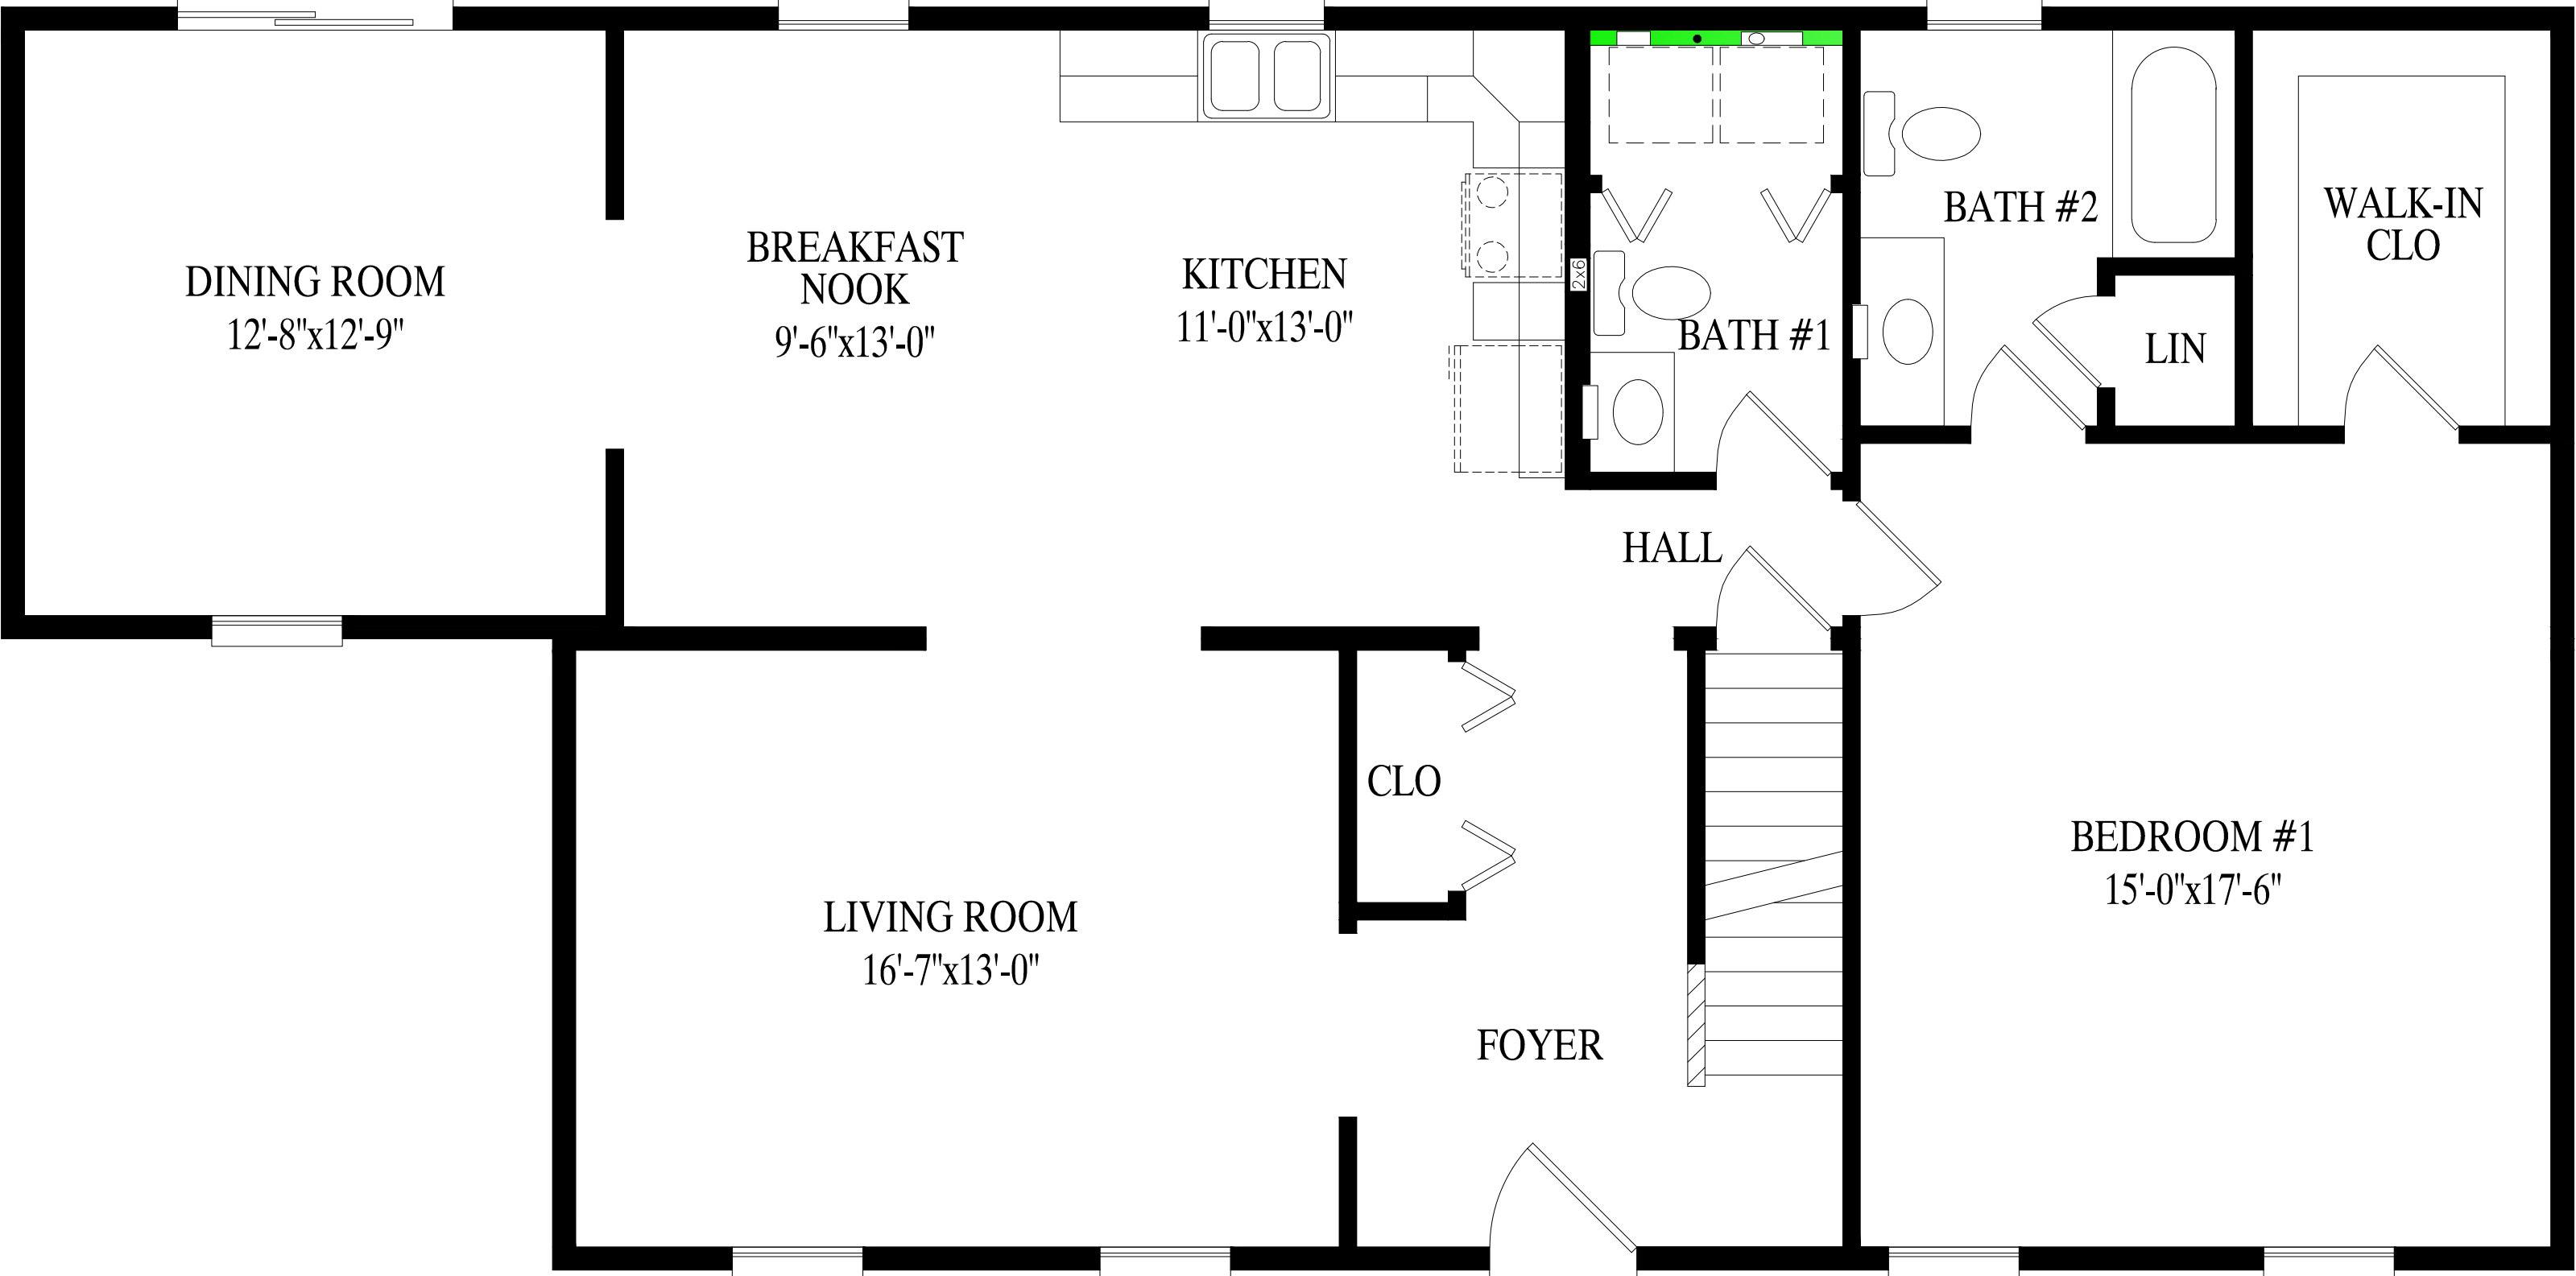 DINING ROOM
12'-8"x12'-9"
BREAKFAST
NOOK
9'-6"x13'-0"
KITCHEN
11'-0"x13'-0"
2x6
BATH #1
BATH #2
LIN
WALK-IN
CLO
HALL
CLO
LIVING ROOM
16'-7"x13'-0"
FOYER
BEDROOM #1
15'-0"x17'-6"